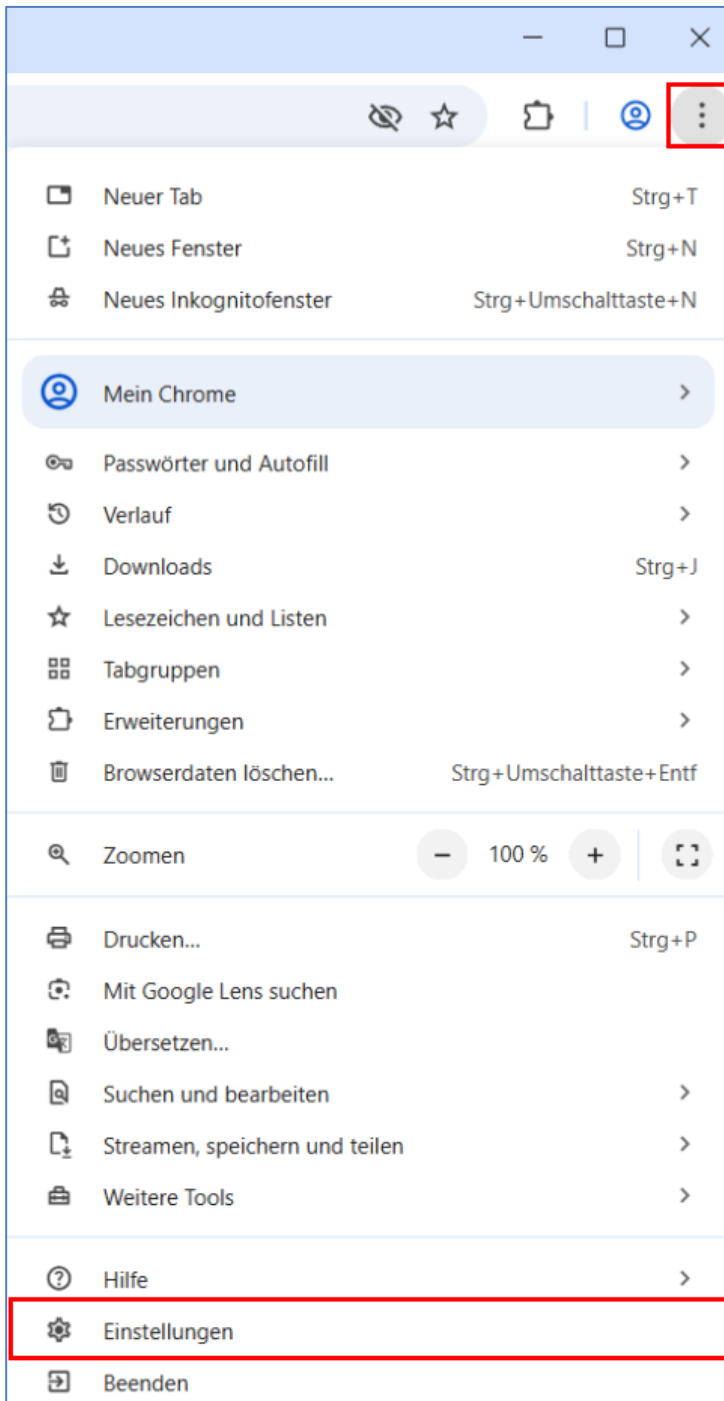 Neuer Tab Strg+T
Neues Fenster Strg+N
Neues Inkognitofenster Strg+Umschalttaste+N
Mein Chrome
Passwörter und Autofill
Verlauf
Downloads Strg+J
Lesezeichen und Listen
Tabgruppen
Erweiterungen
Browserdaten löschen... Strg+Umschalttaste+Entf
Zoomen 100 %
Drucken... Strg+P
Mit Google Lens suchen
Übersetzen...
Suchen und bearbeiten
Streamen, speichern und teilen
Weitere Tools
Hilfe
Einstellungen
Beenden